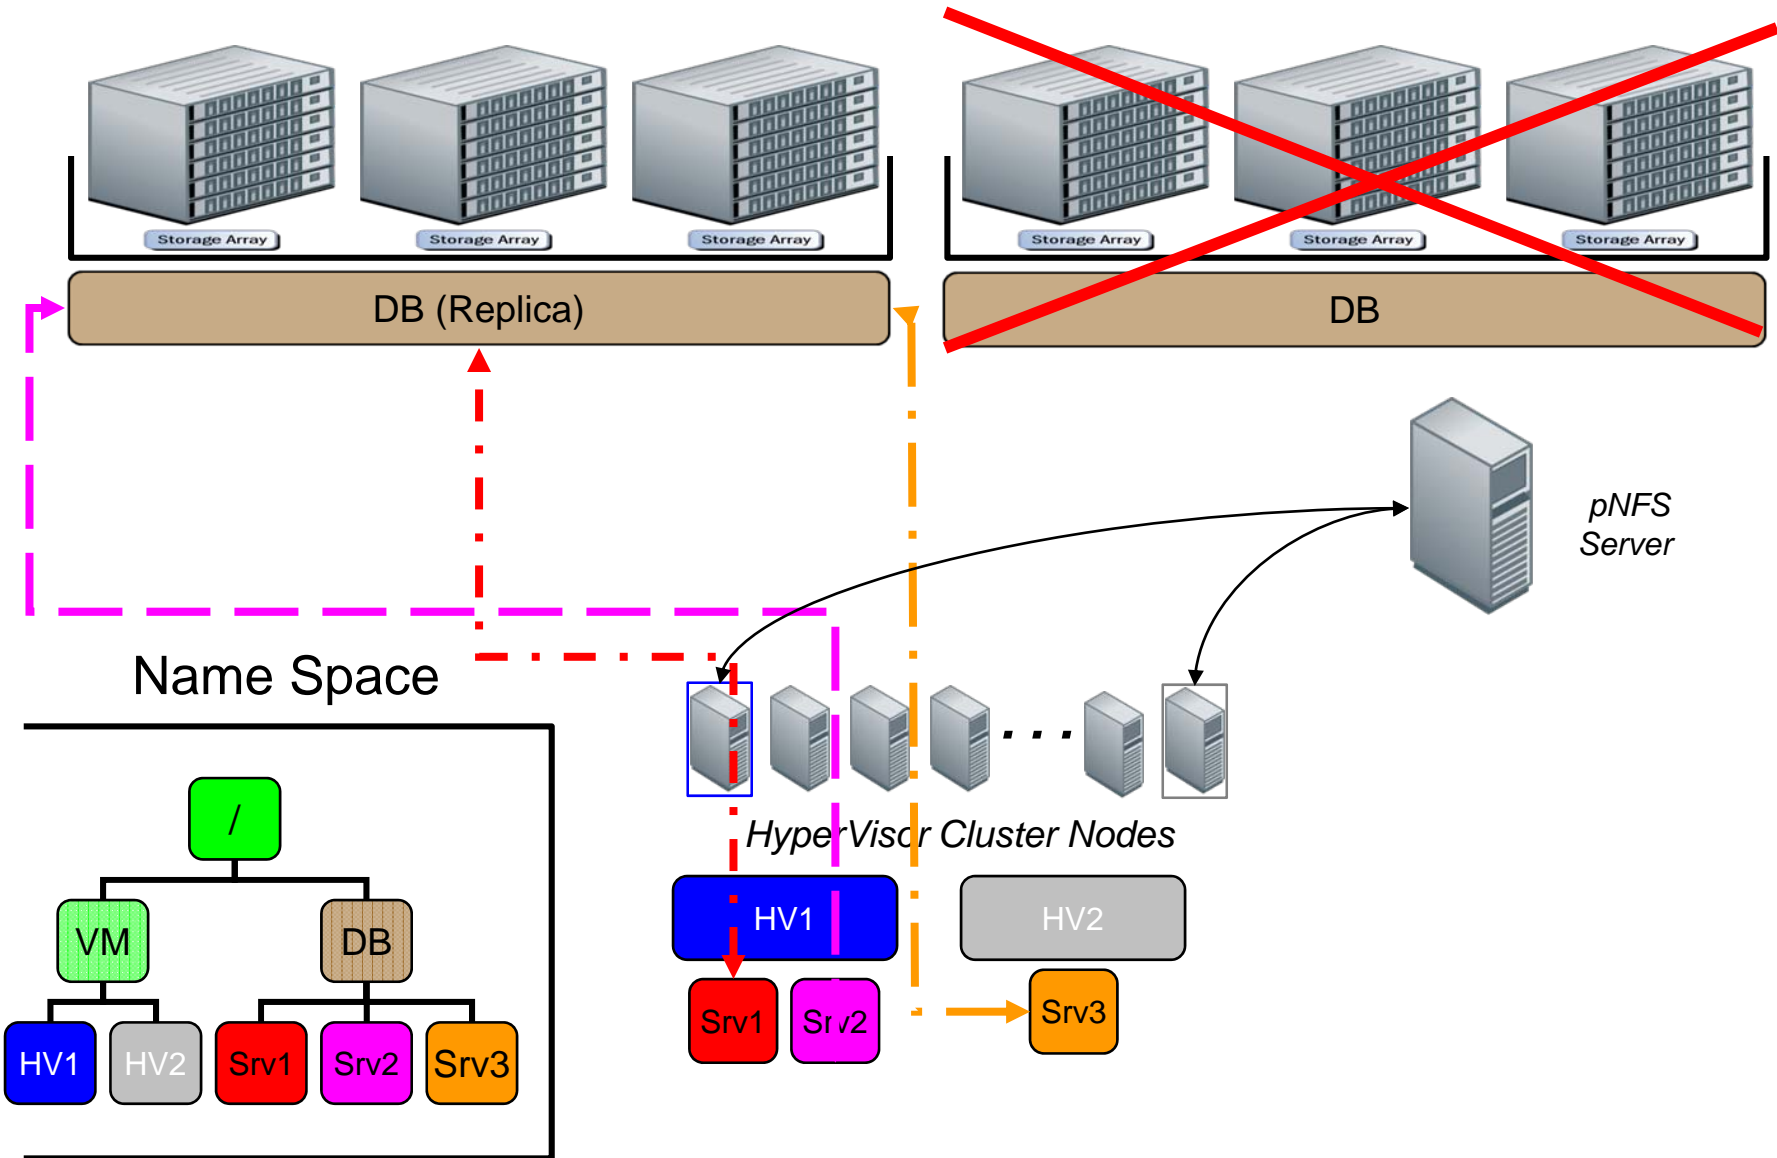 Storage Array Storage Array Storage Array Storage Array Storage Array Storage Array
DB (Replica) DB
pNFS
Server
Name Space
. . .
HyperVisor Cluster Nodes
/
VM DB
HV1 HV2 Srv1 Srv2 Srv3
HV1 HV2
Srv1 Srv2 Srv3